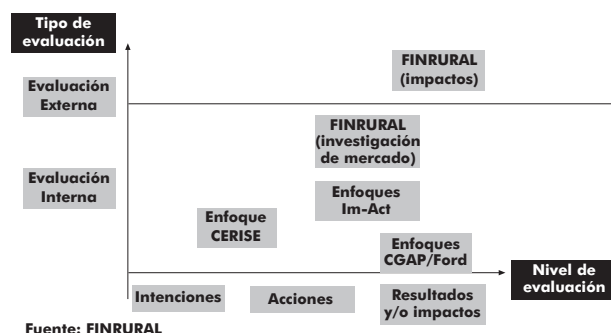 Tipo de
evaluación
Evaluación
Externa
FINRURAL
(impactos)
FINRURAL
(investigación
de mercado)
Evaluación
Interna
Enfoques
Im-Act
Enfoque
CERISE
Enfoques
CGAP/Ford
Nivel de
evaluación
Intenciones
Acciones
Resultados
y/o impactos
Fuente: FINRURAL